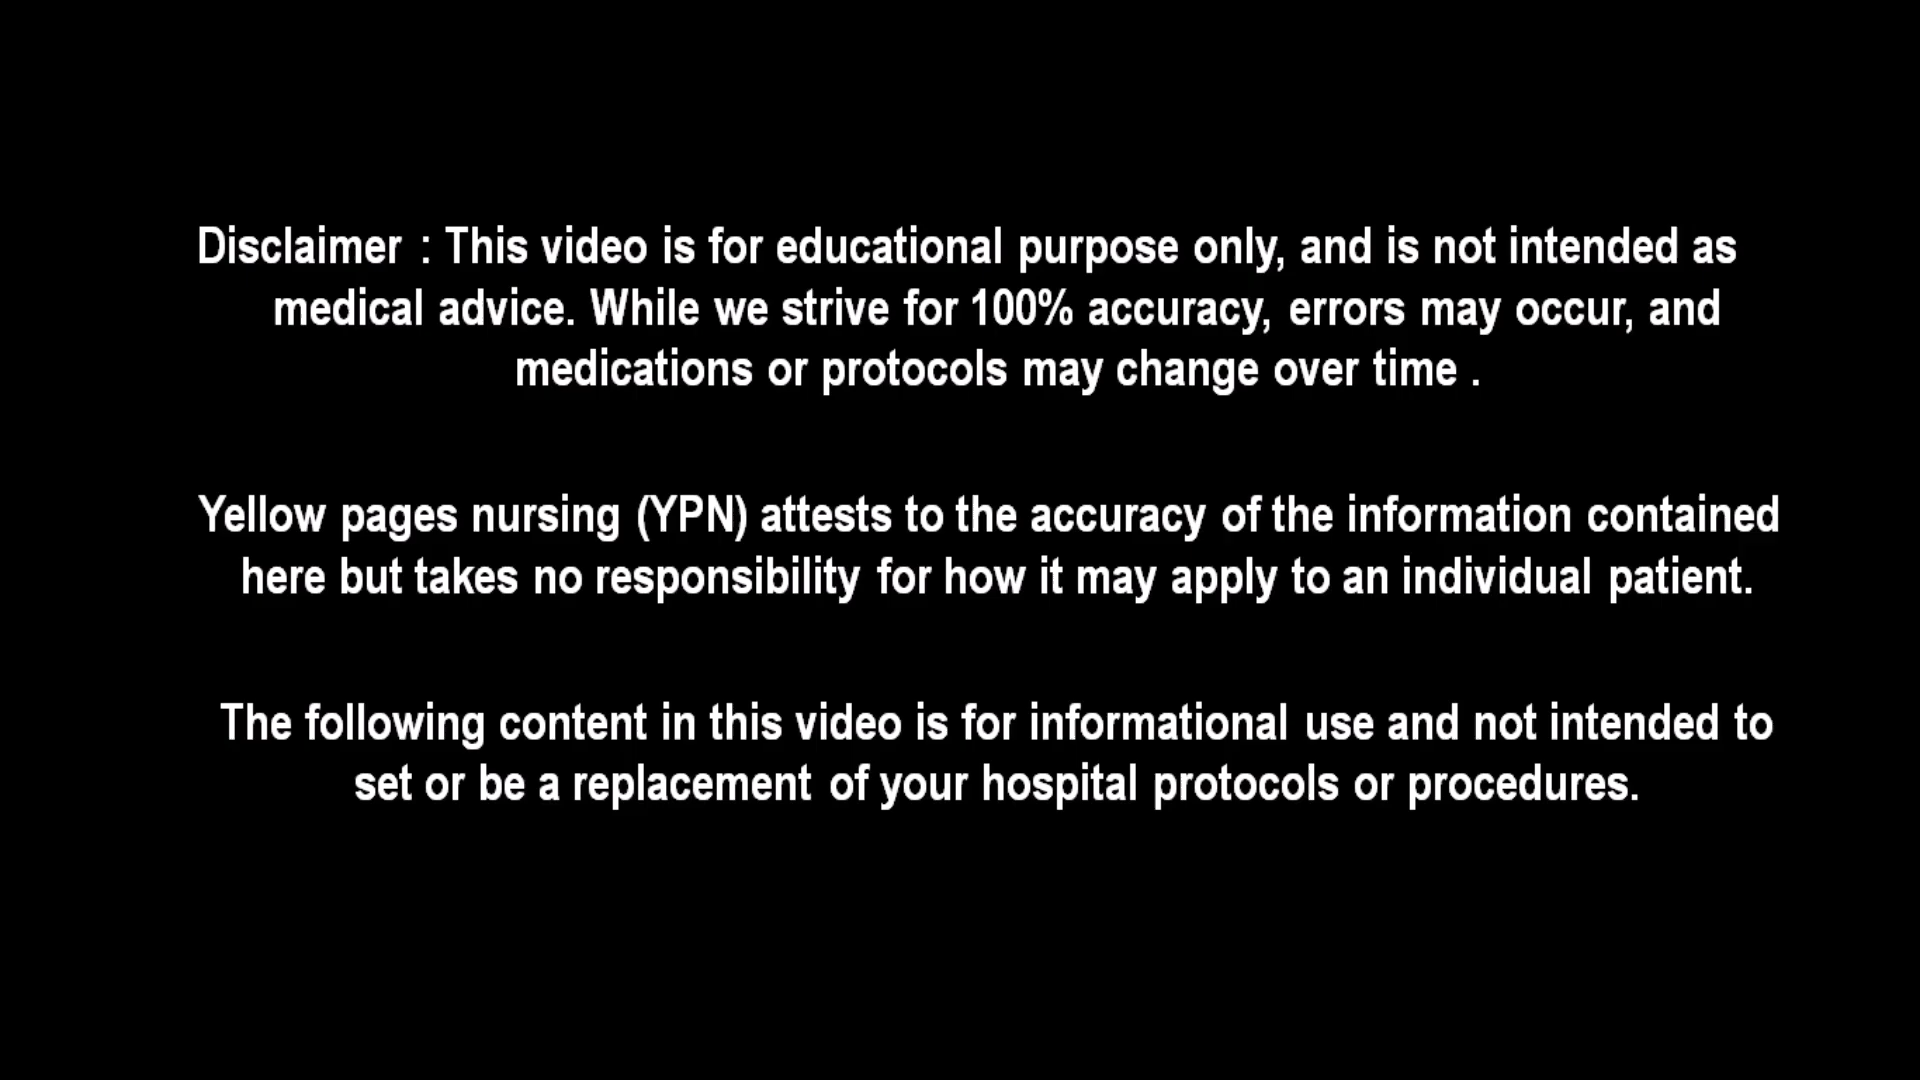 Disclaimer : This video is for educational purpose only, and is not intended as
medical advice. While we strive for 100% accuracy, errors may occur, and
medications or protocols may change over time .
Yellow pages nursing (YPN) attests to the accuracy of the information contained
here but takes no responsibility for how it may apply to an individual patient.
The following content in this video is for informational use and not intended to
set or be a replacement of your hospital protocols or procedures.